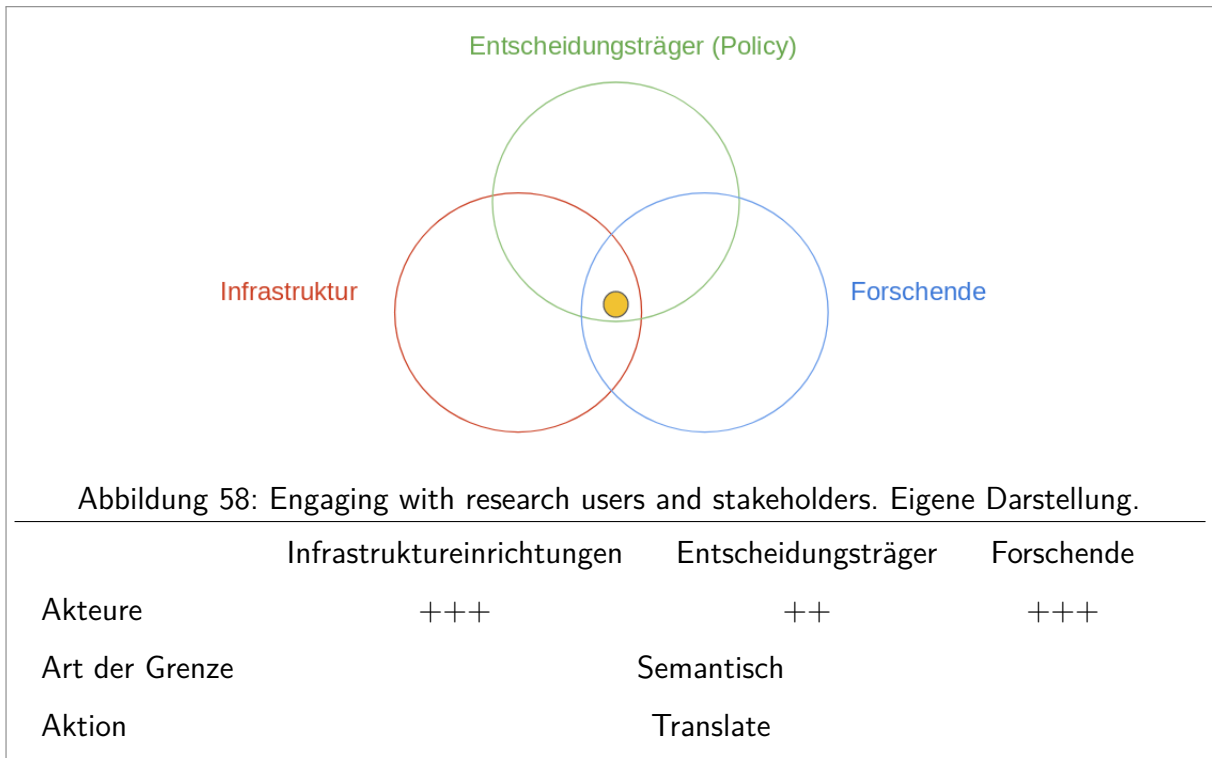 Entscheidungsträger (Policy)
Infrastruktur
Forschende
Abbildung 58: Engaging with research users and stakeholders. Eigene Darstellung.
Infrastruktureinrichtungen Entscheidungsträger Forschende
Akteure +++ ++ +++
Art der Grenze Semantisch
Aktion Translate